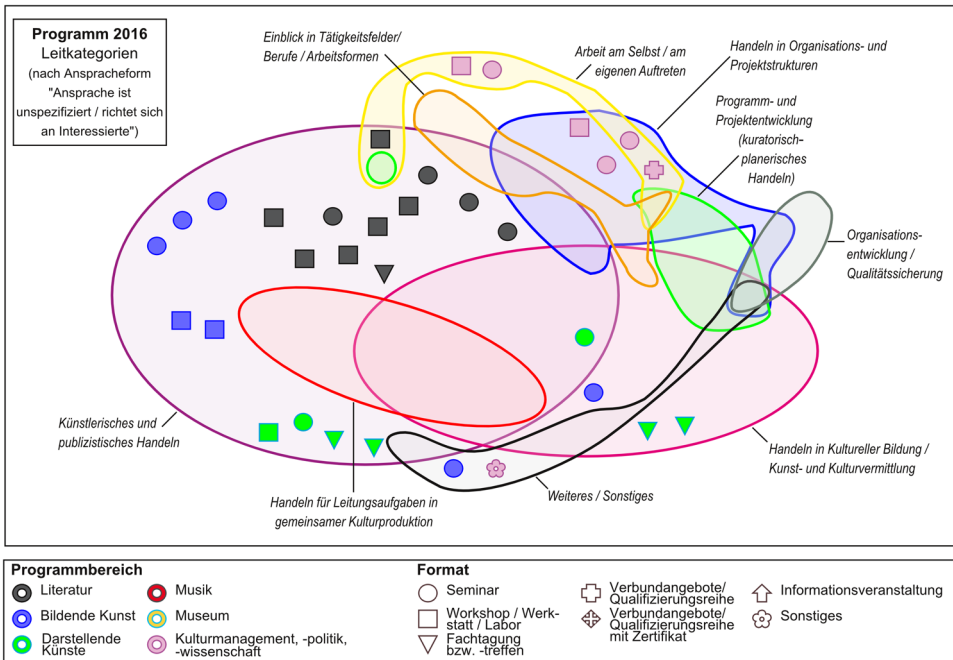 Programm 2016
Leitkategorien
(nach Anspracheform
"Ansprache ist
unspezifiziert / richtet sich
an Interessierte")
Einblick in Tätigkeitsfelder/
Berufe / Arbeitsformen
Arbeit am Selbst / am
eigenen Auftreten
Handeln in Organisations- und
Projektstrukturen
Programm- und
Projektentwicklung
(kuratorisch-
planerisches
Handeln)
Organisations-
entwicklung /
Qualitätssicherung
Künstlerisches und
publizistisches Handeln
Handeln für Leitungsaufgaben in
gemeinsamer Kulturproduktion
Weiteres / Sonstiges
Handeln in Kultureller Bildung /
Kunst- und Kulturvermittlung
Programmbereich
Literatur
Bildende Kunst
Darstellende
Künste
Musik
Museum
Kulturmanagement, -politik,
-wissenschaft
Format
Seminar
Workshop / Werk-
statt / Labor
Fachtagung
bzw. -treffen
Verbundangebote/
Qualifizierungsreihe
Verbundangebote/
Qualifizierungsreihe
mit Zertifikat
Informationsveranstaltung
Sonstiges